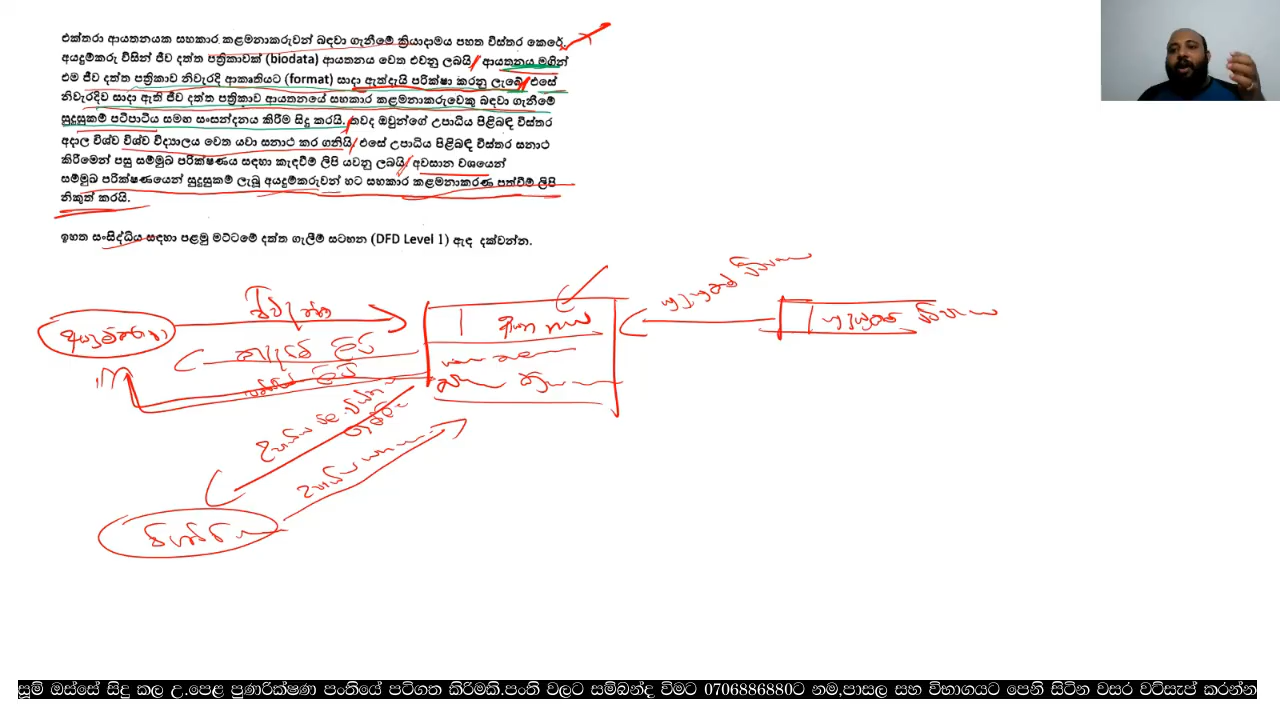 එක්තරා ආයතනයක සහකාර කළමනාකරුවන් බඳවා ගැනීමේ ක්‍රියාදාමය පහත විස්තර කෙරේ.
අයදුම්කරු විසින් ජීව දත්ත පත්‍රිකාවක් (biodata) ආයතනය වෙත එවනු ලබයි ආයතනය මගින්
එම ජීව දත්ත පත්‍රිකාව නිවැරදි ආකෘතියට (format) සාදා ඇත්දැයි පරික්ෂා කරනු ලැබේ එසේ
නිවැරදිව සාදා ඇති ජීව දත්ත පත්‍රිකාව ආයතනයේ සහකාර කළමනාකරුවෙකු බඳවා ගැනීමේ
සුදුසුකම් පටිපාටිය සමඟ සංසන්දනය කිරීම සිදු කරයි. තවද ඔවුන්ගේ උපාධිය පිළිබඳ විස්තර
අදාල විශ්ව විශ්ව විද්‍යාලය වෙත යවා සනාථ කර ගනියි එසේ උපාධිය පිළිබඳ විස්තර සනාථ
කිරීමෙන් පසු සම්මුඛ පරික්ෂණය සඳහා කැඳවීම් ලිපි යවනු ලබයි අවසාන වශයෙන්
සම්මුඛ පරික්ෂණයෙන් සුදුසුකම් ලැබූ අයදුම්කරුවන් හට සහකාර කළමනාකරණ පත්වීම් ලිපි
නිකුත් කරයි.
ඉහත සංසිද්ධිය සඳහා පළමු මට්ටමේ දත්ත ගැලීම් සටහන (DFD Level 1) ඇඳ දක්වන්න.
කැඳවීම් ලිපි
සූම් ඔස්සේ සිදු කල උ.පෙළ පුණරීක්ෂණ පංතියේ පටිගත කිරිමකි.පංති වලට සම්බන්ද වීමට 0706886880ට නම,පාසල සහ විභාගයට පෙනි සිටින වසර වට්සැප් කරන්න